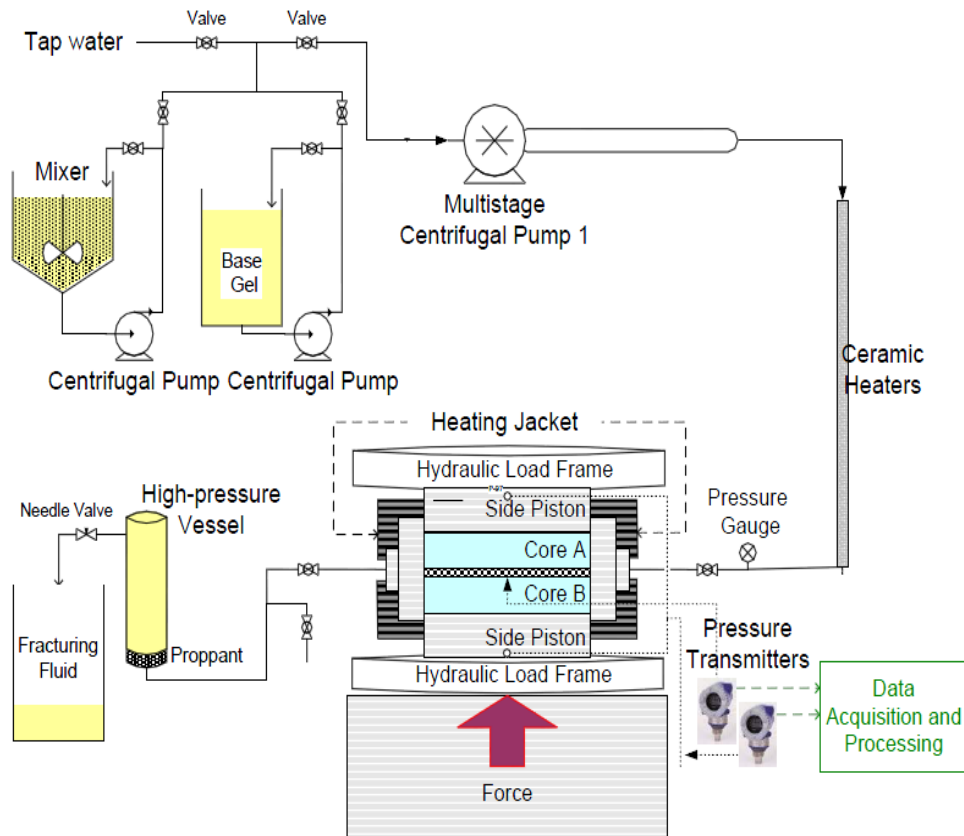 Valve
Valve
Tap water
Mixer
Multistage
Centrifugal Pump 1
Base
Gel
Centrifugal Pump
Centrifugal Pump
Ceramic
Heaters
Heating Jacket
Hydraulic Load Frame
High-pressure
Vessel
Needle Valve
Side Piston
Pressure
Gauge
Core A
Core B
Fracturing
Fluid
Proppant
Side Piston
Pressure
Transmitters
Hydraulic Load Frame
Data
Acquisition and
Processing
Force